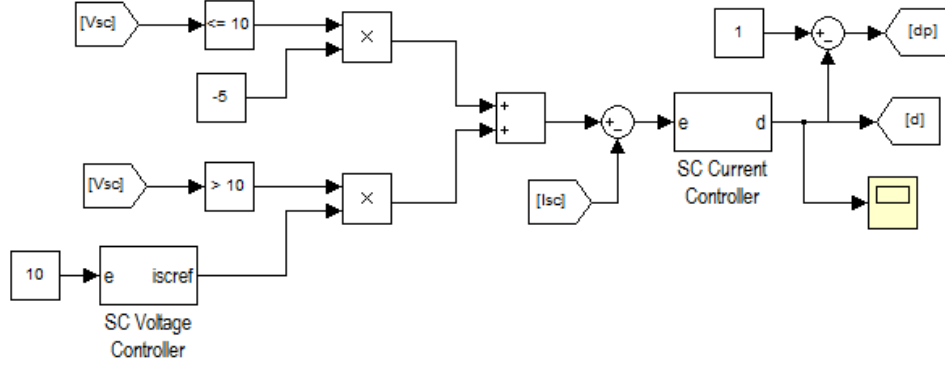 [Vsc]
<= 10
×
-5
1
+
−
[dp]
+
+
+
−
e d
SC Current
Controller
[d]
[Isc]
[Vsc]
> 10
×
10
e iscref
SC Voltage
Controller